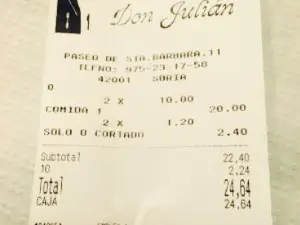 Don Julián
PASEO DE STA.BARBARA,11
TLFNO: 975-23-17-58
42001 SORIA
0
2 X 10.00
COMIDA 1 20.00
2 X 1.20
SOLO O CORTADO 2.40
Subtotal 22,40
10 2,24
Total 24,64
CAJA 24,64